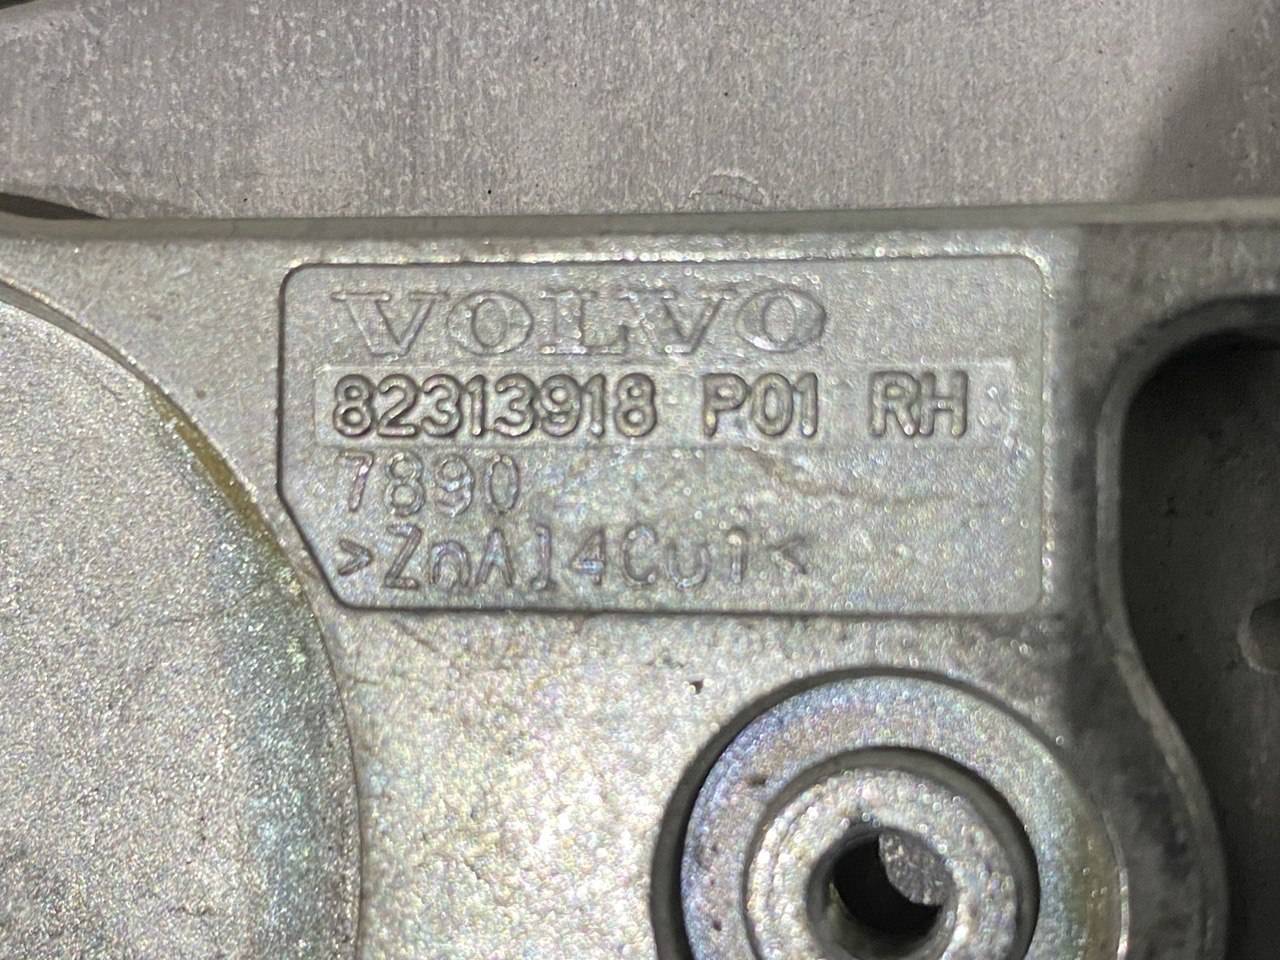 VOLVO
82313918 P01 RH
7890
>ZnAl4Cu1<